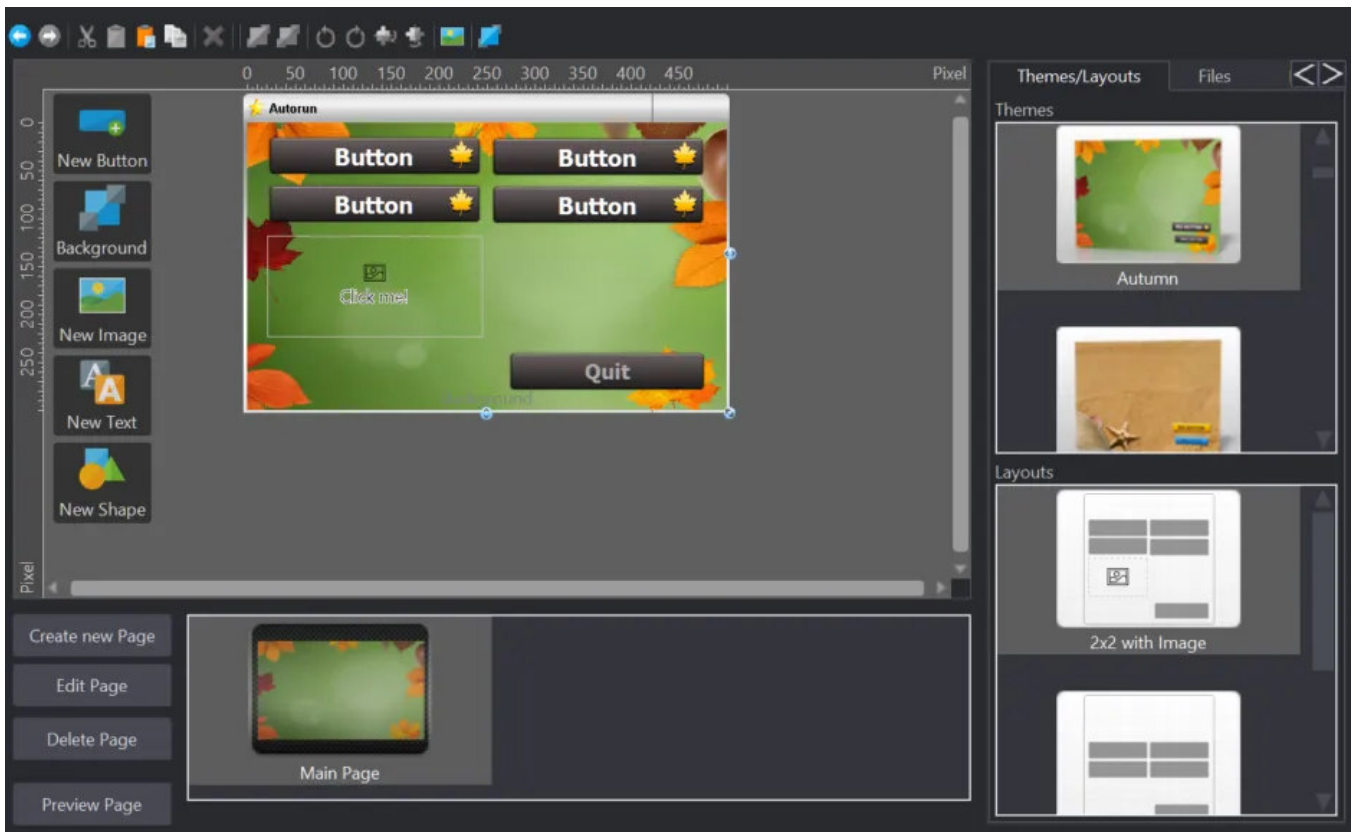 0 50 100 150 200 250 300 350 400 450 Pixel
Themes/Layouts Files
Themes
Autorun
0
50
100
150
200
250
Pixel
New Button
Background
New Image
New Text
New Shape
Button Button
Button Button
Click me!
Quit
Background
Autumn
Layouts
2x2 with Image
Create new Page
Edit Page
Delete Page
Preview Page
Main Page